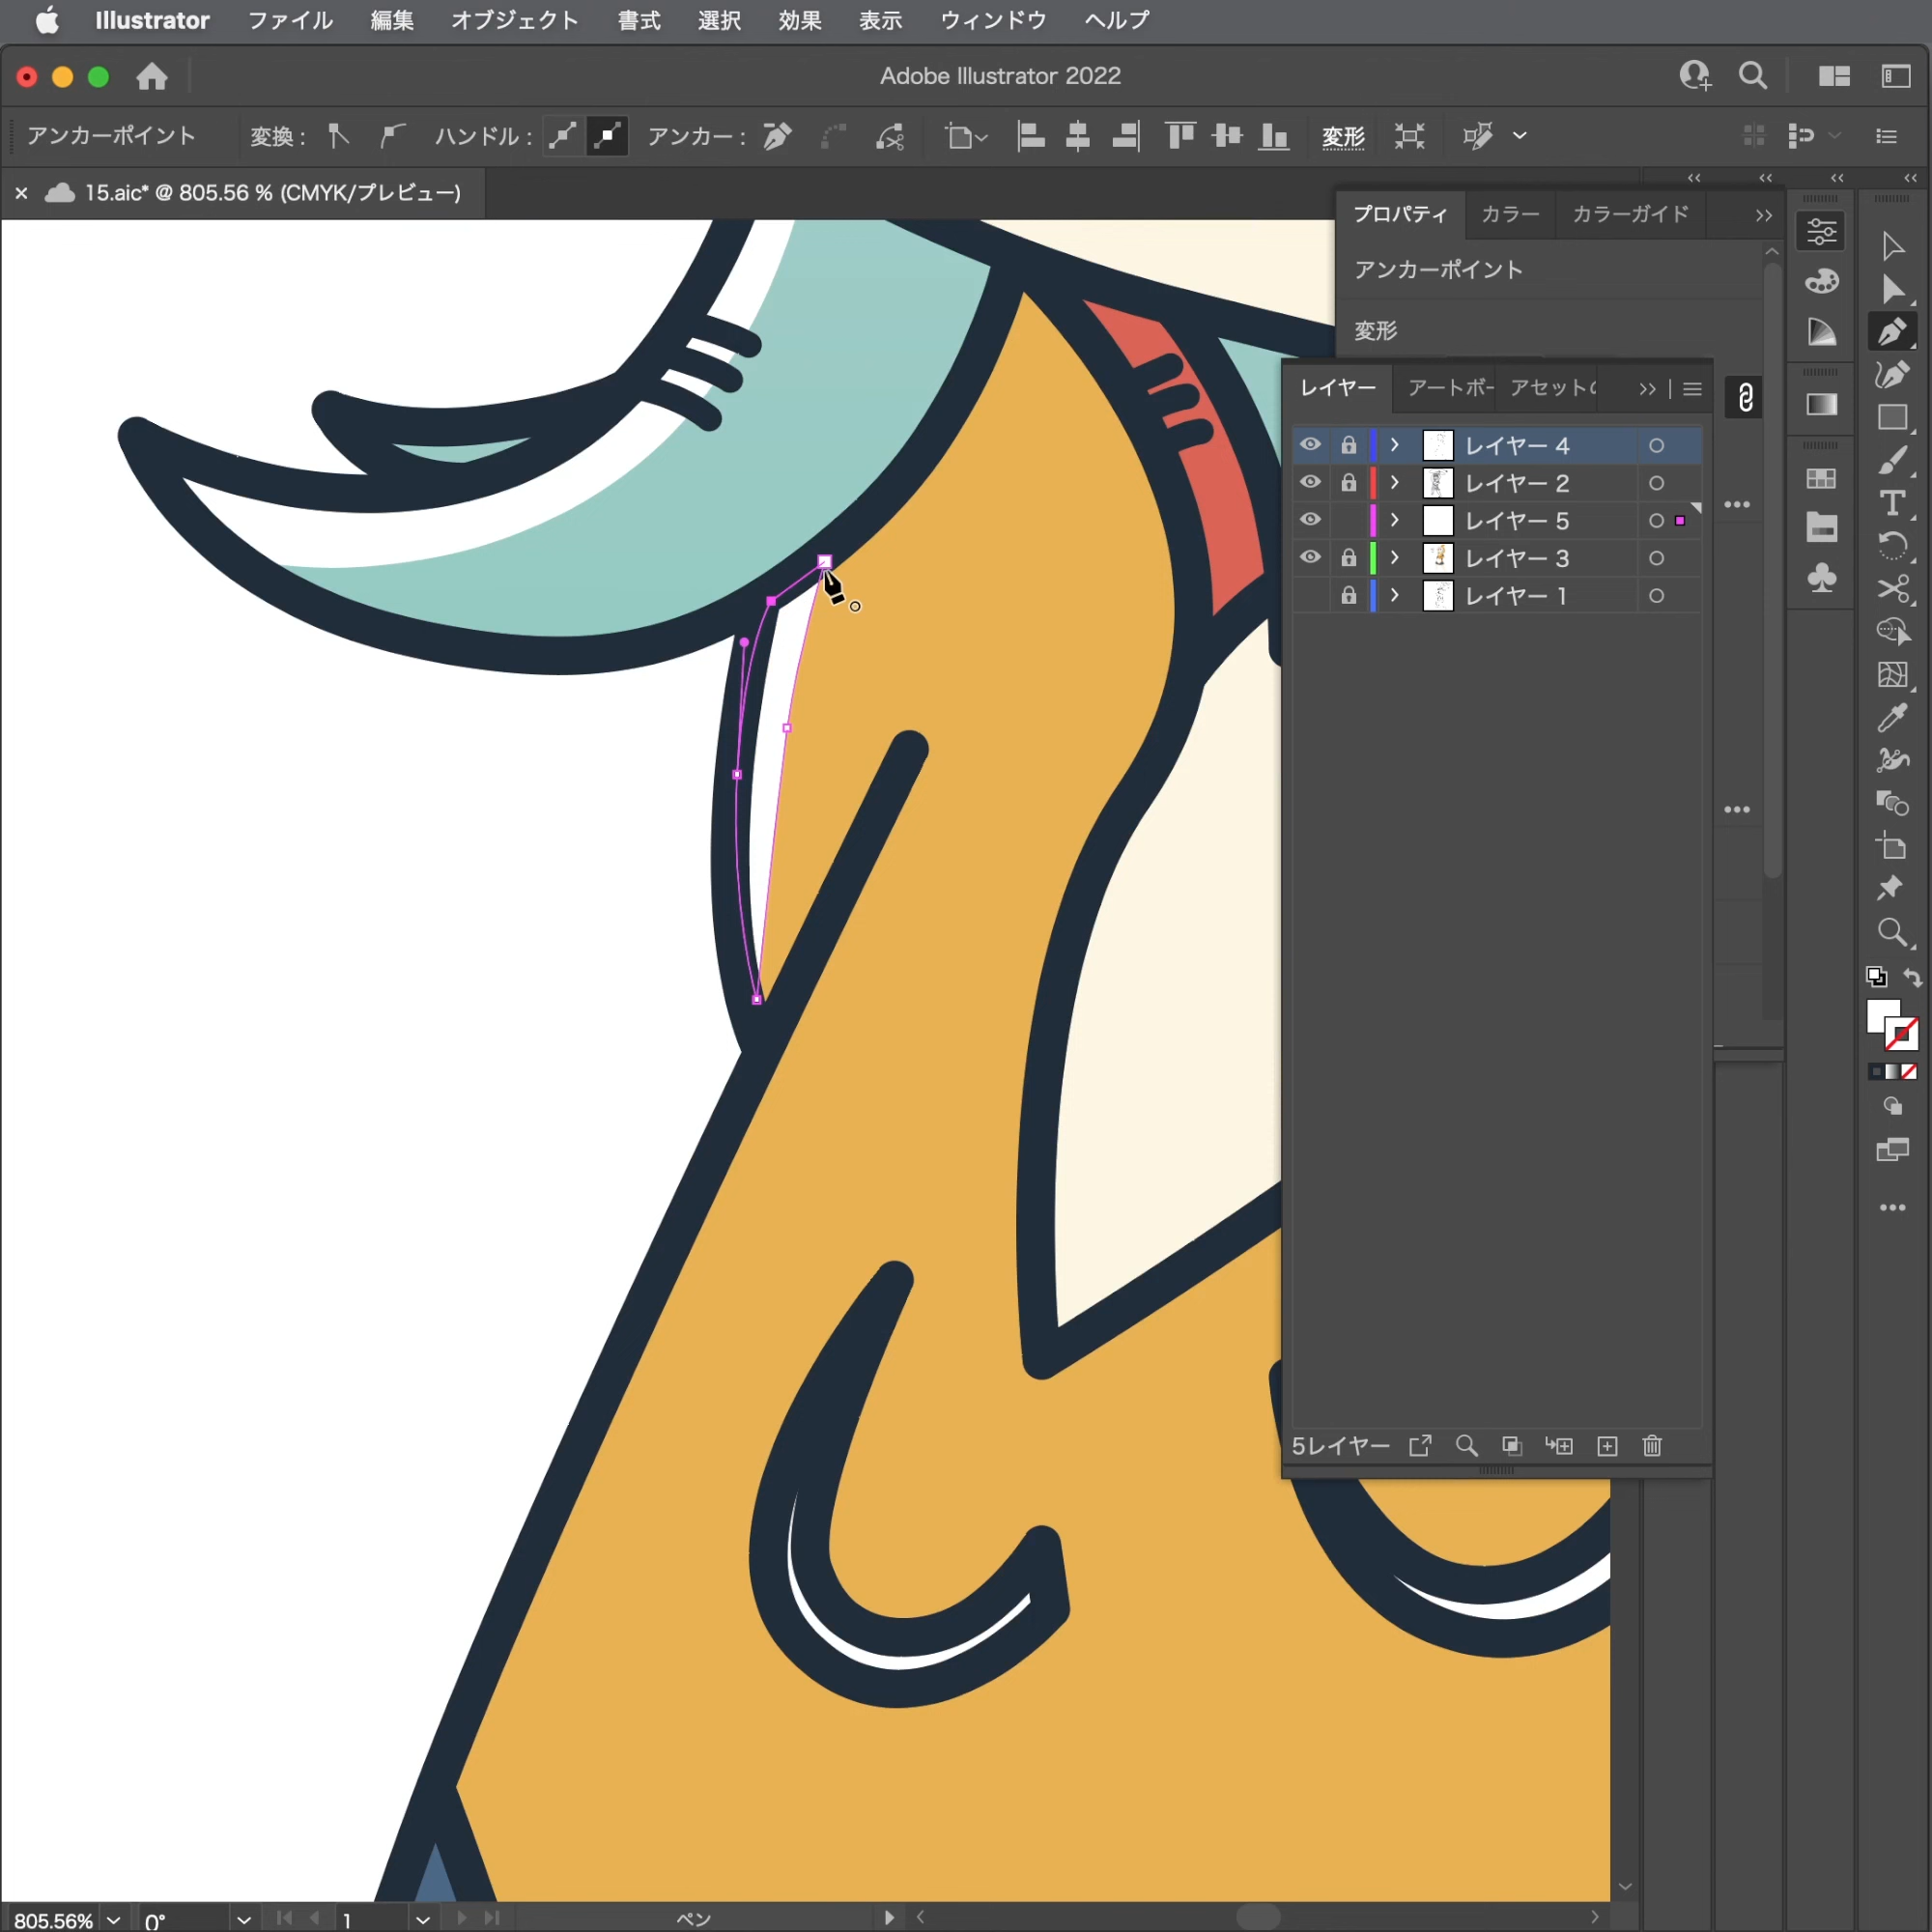 Illustrator ファイル 編集 オブジェクト 書式 選択 効果 表示 ウィンドウ ヘルプ
Adobe Illustrator 2022
アンカーポイント 変換： ハンドル： アンカー： 変形
15.aic* @ 805.56 % (CMYK/プレビュー)
プロパティ カラー カラーガイド
アンカーポイント
変形
レイヤー アートボー アセットの
レイヤー 4
レイヤー 2
レイヤー 5
レイヤー 3
レイヤー 1
5レイヤー
805.56% 0° 1 ペン